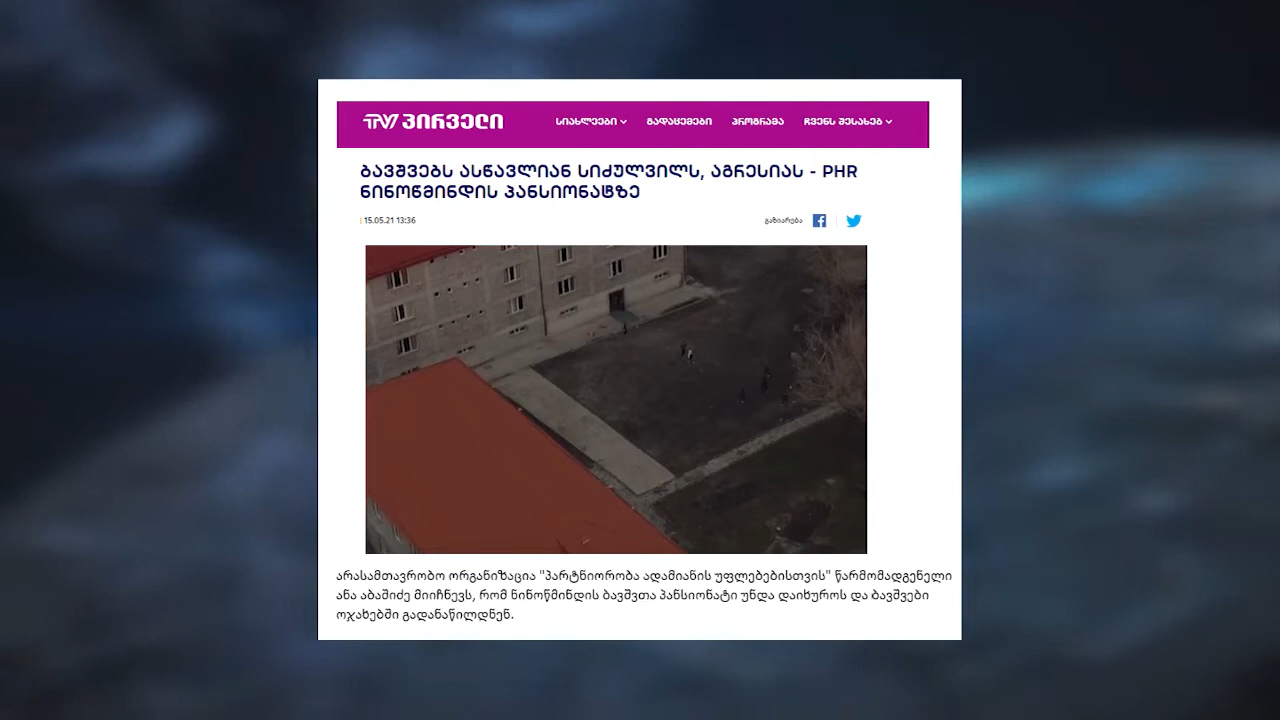 TV პირველი
სიახლეები გადაცემები პროგრამა ჩვენს შესახებ
ბავშვებს ასწავლიან სიძულვილს, აგრესიას - PHR
ნინოწმინდის პანსიონატზე
15.05.21 13:36 გაზიარება
არასამთავრობო ორგანიზაცია "პარტნიორობა ადამიანის უფლებებისთვის" წარმომადგენელი
ანა აბაშიძე მიიჩნევს, რომ ნინოწმინდის ბავშვთა პანსიონატი უნდა დაიხუროს და ბავშვები
ოჯახებში გადანაწილდნენ.